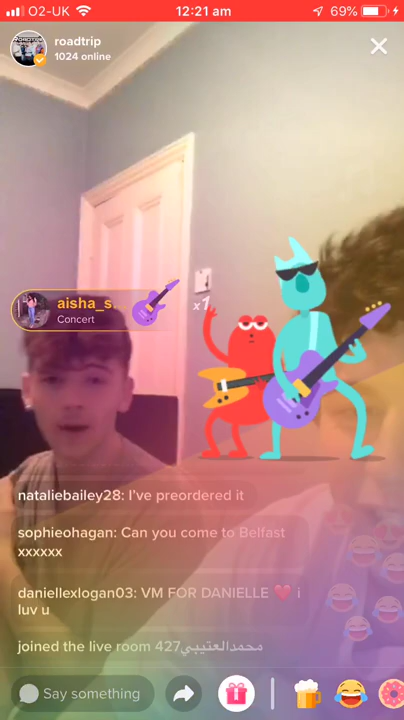 O2-UK 12:21 am 69%
roadtrip
1024 online
aisha_s..
Concert
x1
nataliebailey28: I've preordered it
sophieohagan: Can you come to Belfast
xxxxxx
daniellexlogan03: VM FOR DANIELLE ❤️ i
luv u
joined the live room 427محمدالعتيبي
Say something